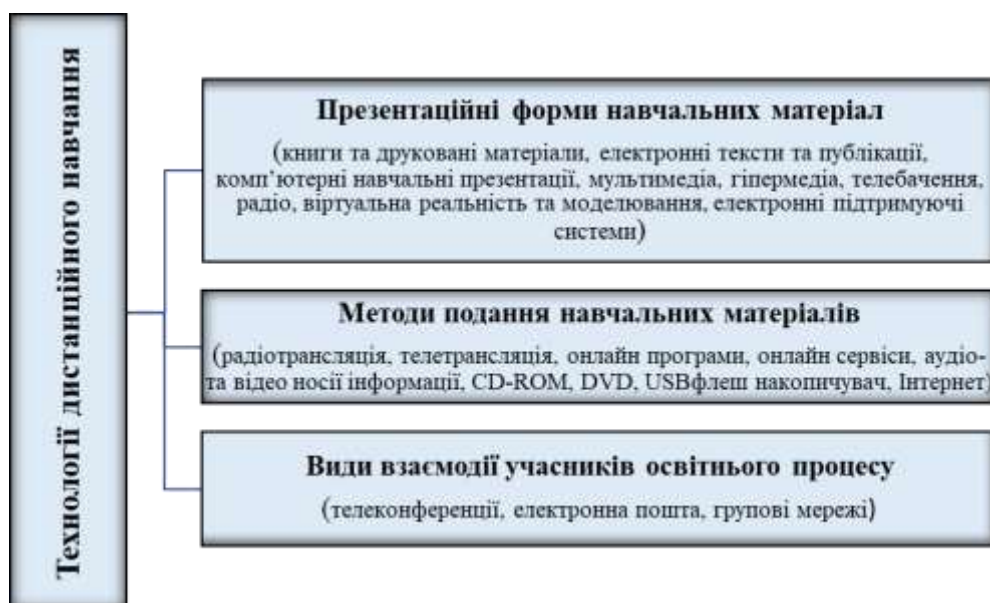 Технології дистанційного навчання
Презентаційні форми навчальних матеріал
(книги та друковані матеріали, електронні тексти та публікації,
комп’ютерні навчальні презентації, мультимедіа, гіпермедіа, телебачення,
радіо, віртуальна реальність та моделювання, електронні підтримуючі
системи)
Методи подання навчальних матеріалів
(радіотрансляція, телетрансляція, онлайн програми, онлайн сервіси, аудіо-
та відео носії інформації, CD-ROM, DVD, USBфлеш накопичувач, Інтернет)
Види взаємодії учасників освітнього процесу
(телеконференції, електронна пошта, групові мережі)